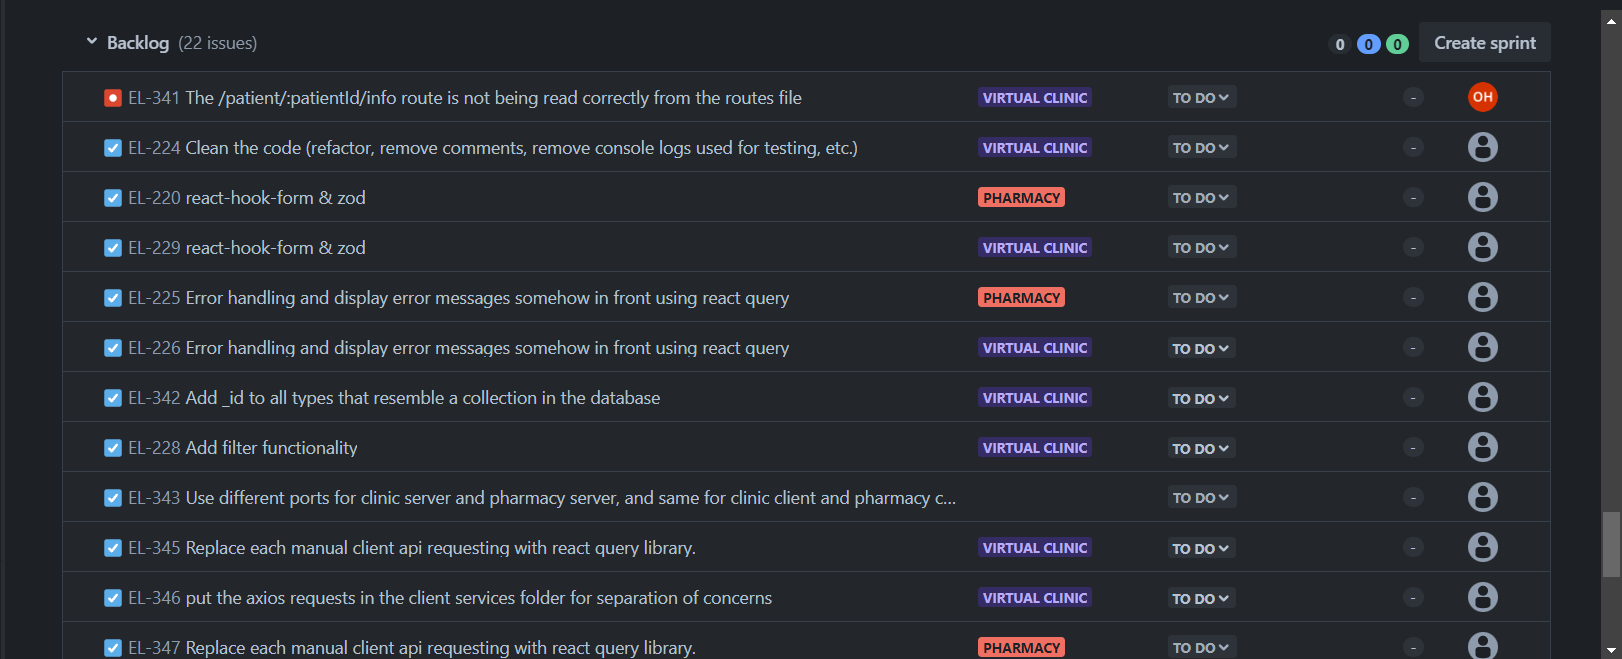 Backlog (22 issues) 0 0 0 Create sprint
EL-341 The /patient/:patientId/info route is not being read correctly from the routes file VIRTUAL CLINIC TO DO - OH
EL-224 Clean the code (refactor, remove comments, remove console logs used for testing, etc.) VIRTUAL CLINIC TO DO -
EL-220 react-hook-form & zod PHARMACY TO DO -
EL-229 react-hook-form & zod VIRTUAL CLINIC TO DO -
EL-225 Error handling and display error messages somehow in front using react query PHARMACY TO DO -
EL-226 Error handling and display error messages somehow in front using react query VIRTUAL CLINIC TO DO -
EL-342 Add _id to all types that resemble a collection in the database VIRTUAL CLINIC TO DO -
EL-228 Add filter functionality VIRTUAL CLINIC TO DO -
EL-343 Use different ports for clinic server and pharmacy server, and same for clinic client and pharmacy c... TO DO -
EL-345 Replace each manual client api requesting with react query library. VIRTUAL CLINIC TO DO -
EL-346 put the axios requests in the client services folder for separation of concerns VIRTUAL CLINIC TO DO -
EL-347 Replace each manual client api requesting with react query library. PHARMACY TO DO -